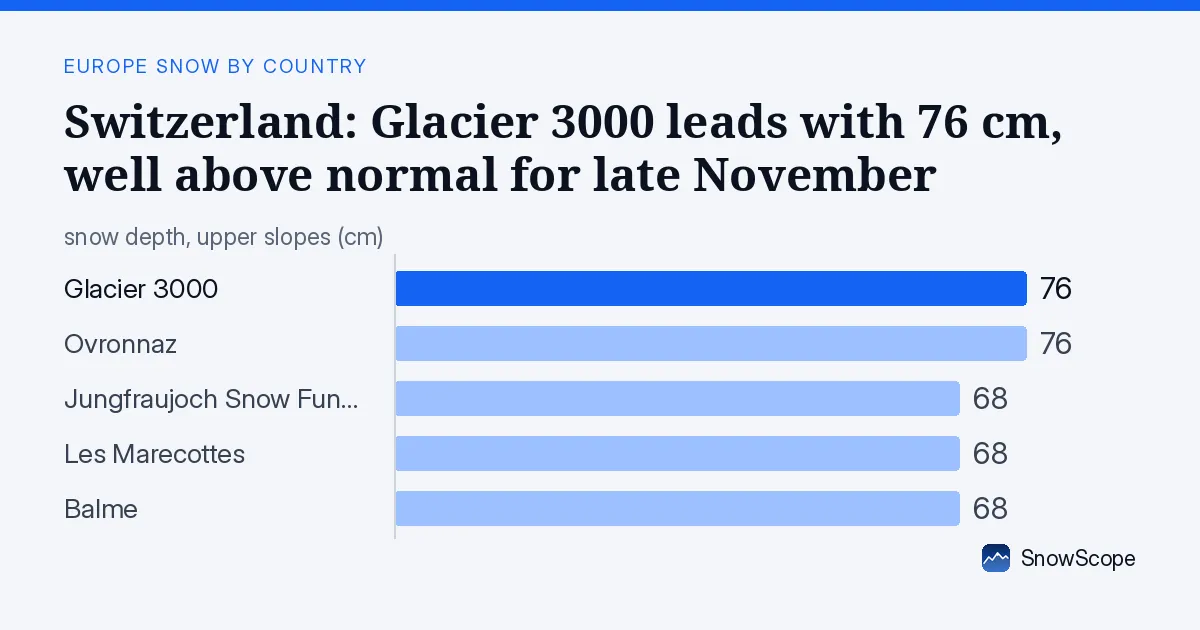 EUROPE SNOW BY COUNTRY
Switzerland: Glacier 3000 leads with 76 cm,
well above normal for late November
snow depth, upper slopes (cm)
Glacier 3000 76
Ovronnaz 76
Jungfraujoch Snow Fun... 68
Les Marecottes 68
Balme 68
SnowScope